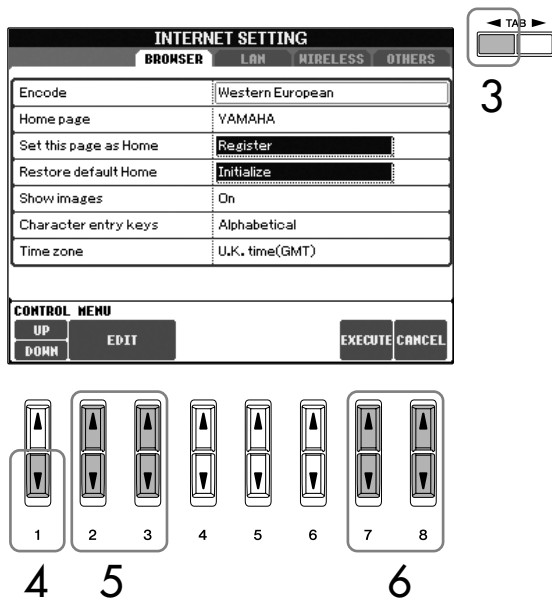 ◄ TAB ►
3
INTERNET SETTING
BROWSER LAN WIRELESS OTHERS
Encode Western European
Home page YAMAHA
Set this page as Home Register
Restore default Home Initialize
Show images On
Character entry keys Alphabetical
Time zone U.K. time(GMT)
CONTROL MENU
UP
DOWN
EDIT
EXECUTE CANCEL
1 2 3 4 5 6 7 8
4 5 6